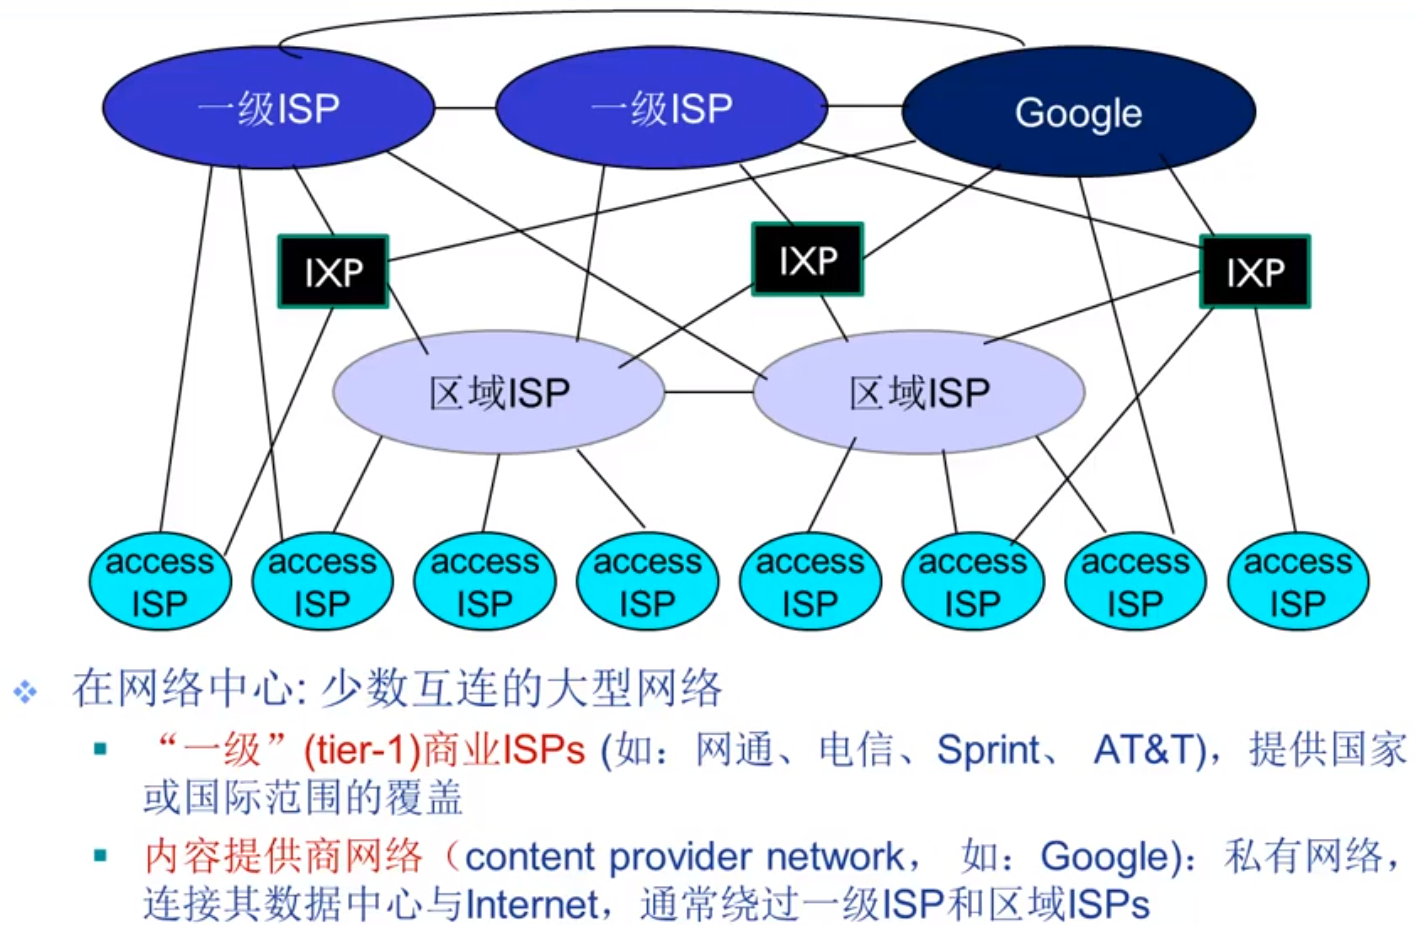 一级ISP
一级ISP
Google
IXP
IXP
IXP
区域ISP
区域ISP
access
ISP
access
ISP
access
ISP
access
ISP
access
ISP
access
ISP
access
ISP
access
ISP
在网络中心: 少数互连的大型网络
“一级”(tier-1)商业ISPs (如：网通、电信、Sprint、 AT&T)，提供国家
或国际范围的覆盖
内容提供商网络（content provider network， 如：Google)：私有网络，
连接其数据中心与Internet，通常绕过一级ISP和区域ISPs